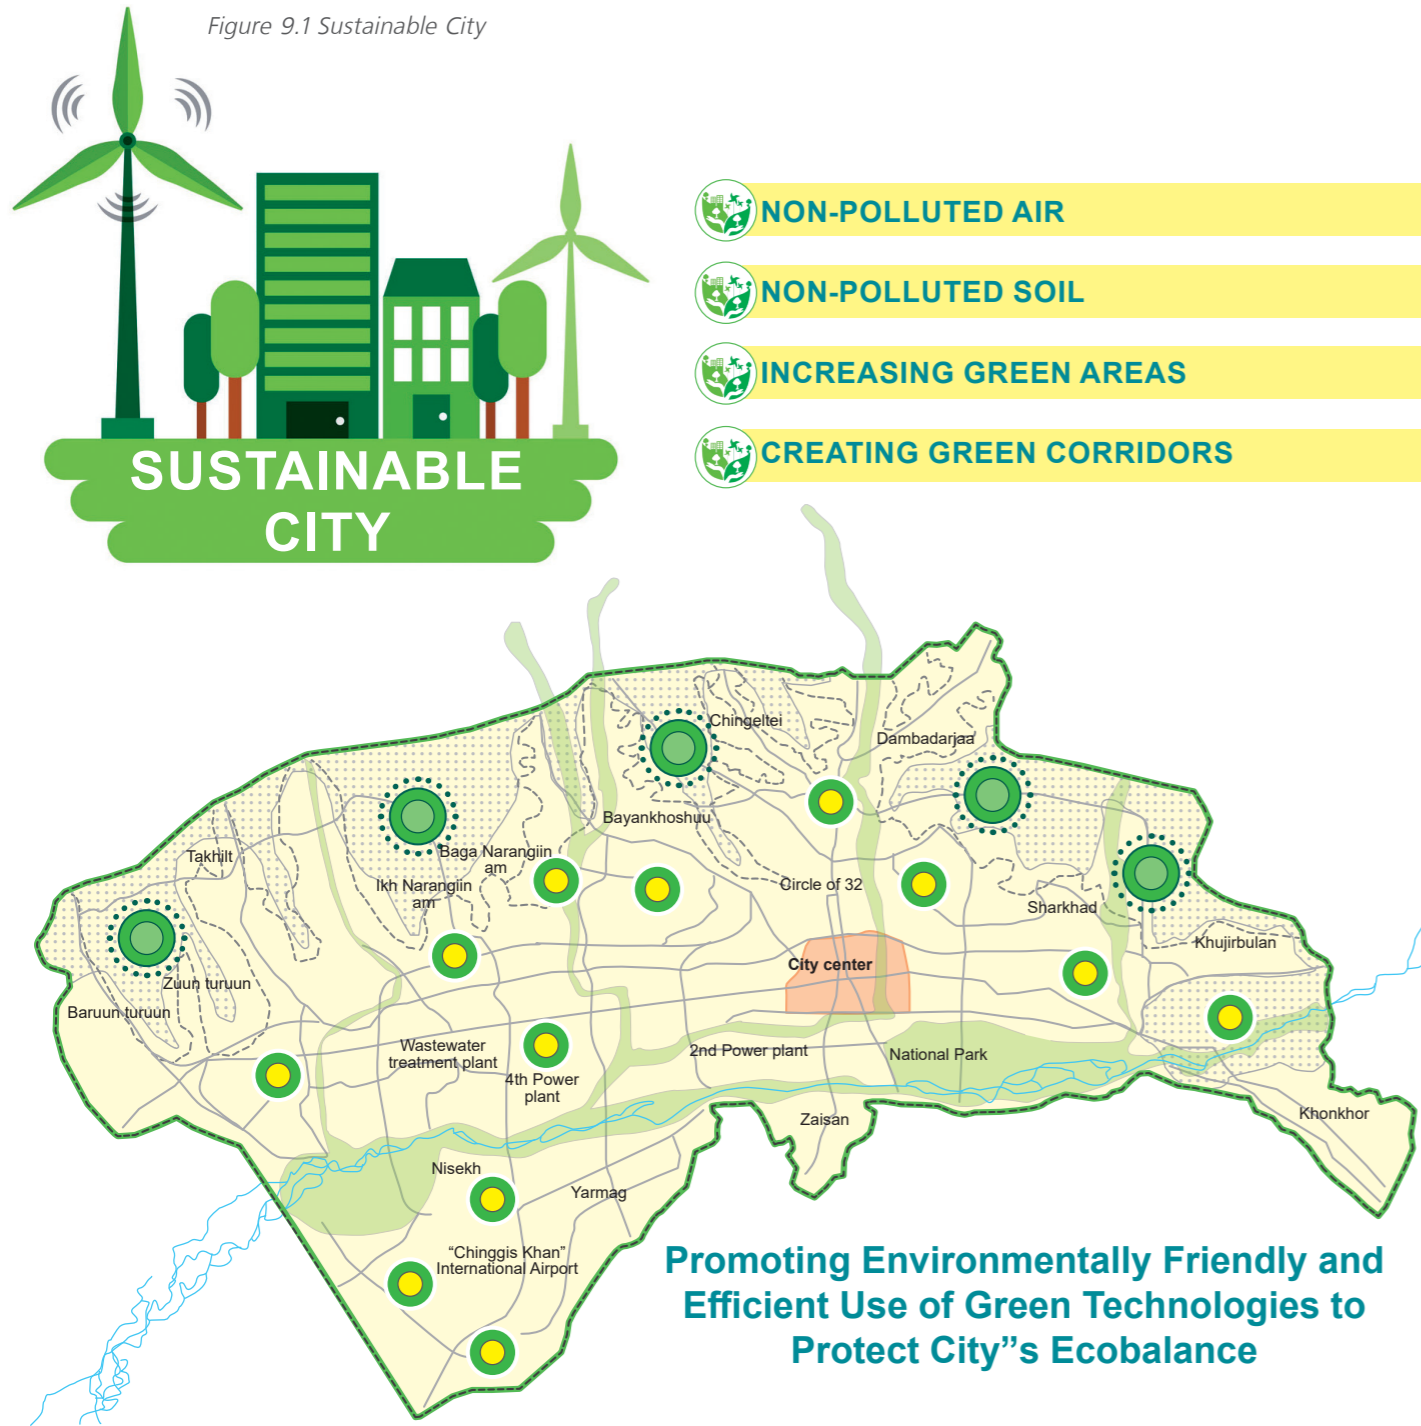 Figure 9.1 Sustainable City
SUSTAINABLE
CITY
NON-POLLUTED AIR
NON-POLLUTED SOIL
INCREASING GREEN AREAS
CREATING GREEN CORRIDORS
Chingeltei
Dambadarjaa
Bayankhoshuu
Takhilt
Baga Narangiin
am
Ikh Narangiin
am
Circle of 32
Sharkhad
Khujirbulan
City center
Zuun turuun
Baruun turuun
Wastewater
treatment plant
4th Power
plant
2nd Power plant
National Park
Zaisan
Khonkhor
Nisekh
Yarmag
“Chinggis Khan”
International Airport
Promoting Environmentally Friendly and
Efficient Use of Green Technologies to
Protect City”s Ecobalance